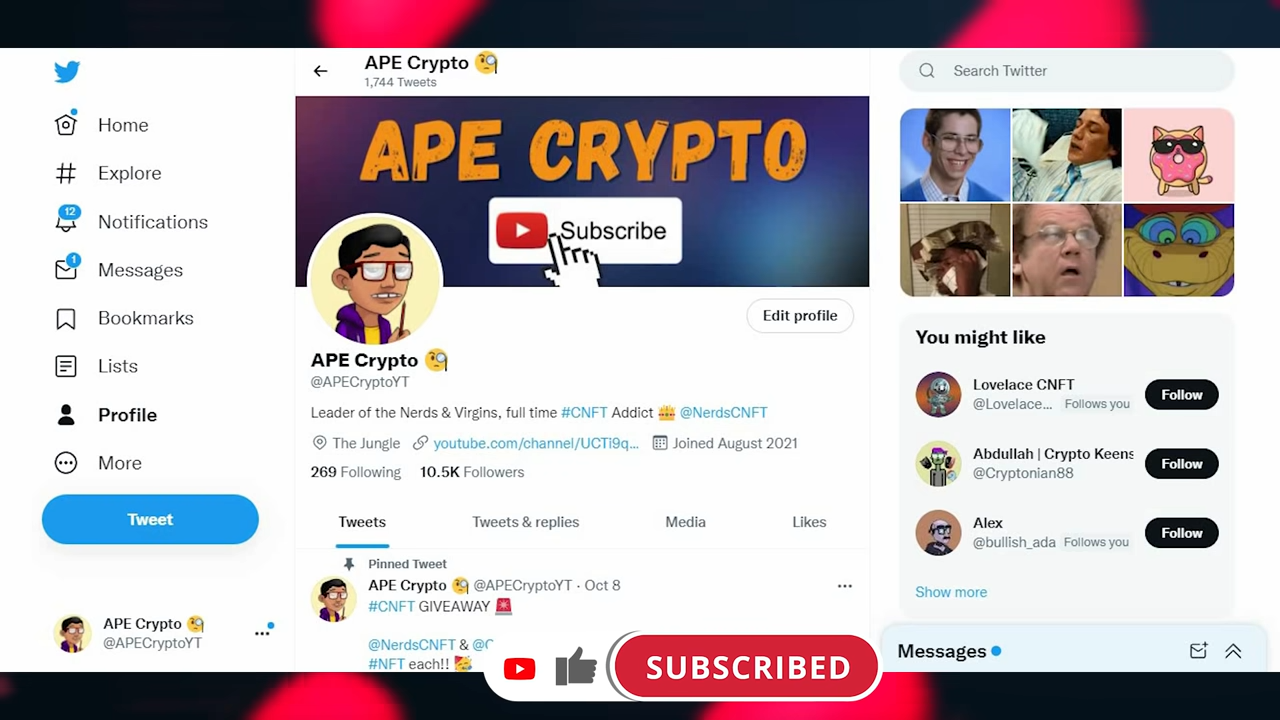 Home
Explore
12
Notifications
1
Messages
Bookmarks
Lists
Profile
More
Tweet
APE Crypto 🧐
@APECryptoYT
APE Crypto 🧐
1,744 Tweets
APE CRYPTO
Subscribe
Edit profile
APE Crypto 🧐
@APECryptoYT
Leader of the Nerds & Virgins, full time #CNFT Addict 👑 @NerdsCNFT
The Jungle youtube.com/channel/UCTi9q... Joined August 2021
269 Following 10.5K Followers
Tweets Tweets & replies Media Likes
Pinned Tweet
APE Crypto 🧐 @APECryptoYT · Oct 8
#CNFT GIVEAWAY 🚨
@NerdsCNFT & @C
#NFT each!! 🥳
SUBSCRIBED
Search Twitter
You might like
Lovelace CNFT
@Lovelace... Follows you
Follow
Abdullah | Crypto Keens
@Cryptonian88
Follow
Alex
@bullish_ada Follows you
Follow
Show more
Messages